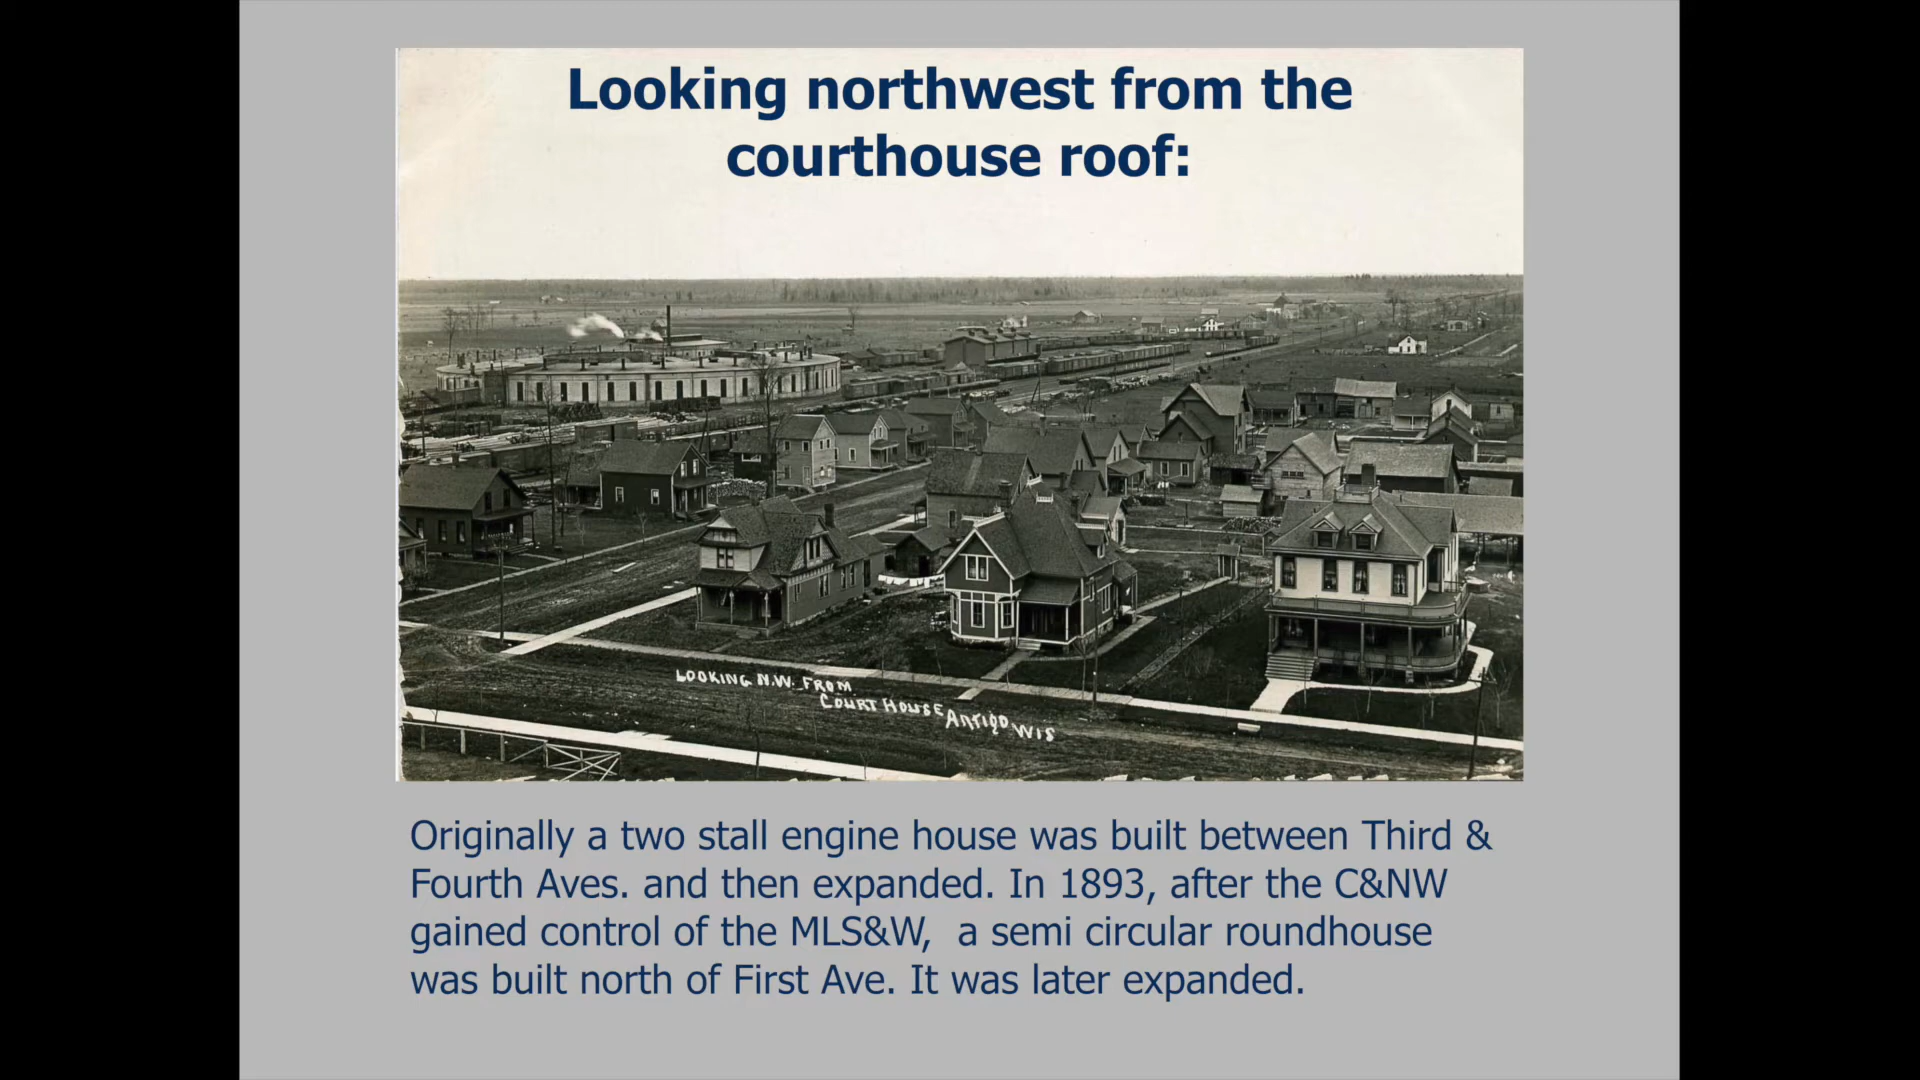 Looking northwest from the
courthouse roof:
LOOKING N.W. FROM
COURT HOUSE ANTIGO WIS
Originally a two stall engine house was built between Third &
Fourth Aves. and then expanded. In 1893, after the C&NW
gained control of the MLS&W,  a semi circular roundhouse
was built north of First Ave. It was later expanded.